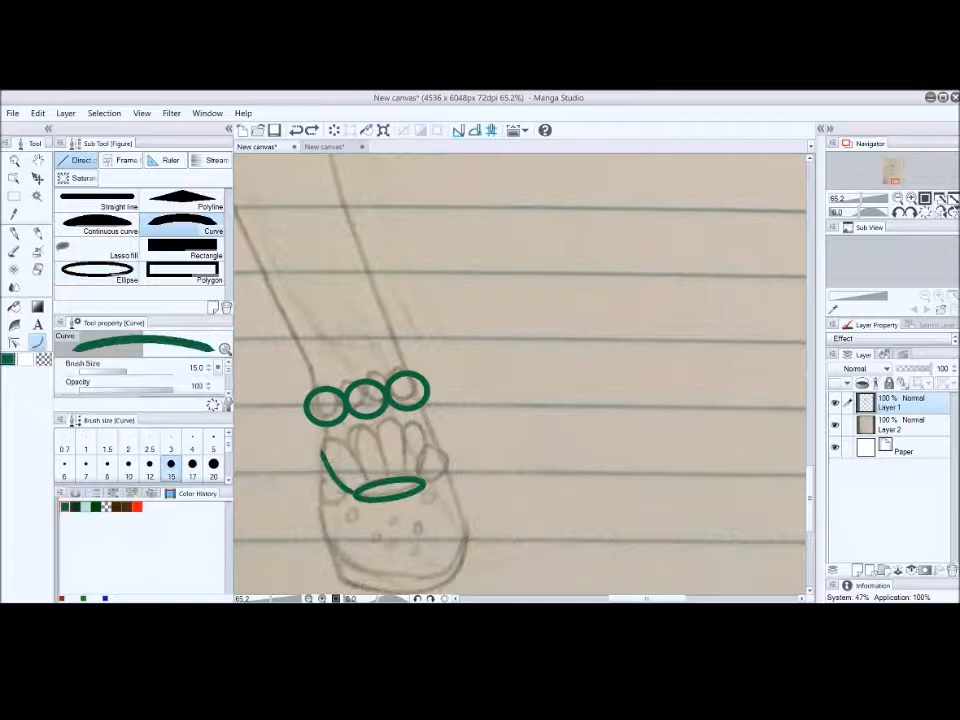 New canvas* (4536 x 6048px 72dpi 65.2%) - Manga Studio
File Edit Layer Selection View Filter Window Help
Tool
Sub Tool [Figure]
New canvas*
New canvas*
Navigator
Frame
Ruler
Stream
Straight line
Polyline
Continuous curve
Curve
Lasso fill
Rectangle
Ellipse
Polygon
65.2
0.0
Sub View
Tool property [Curve]
Curve
Brush Size 15.0
Opacity 100
Brush size
0.7 1 1.5 2 2.5 3 4 5
6 7 8 10 12 15 17 20
Color History
Layer Property
Search Layer
Effect
Layer
Normal 100
100 % Normal
Layer 1
100 % Normal
Layer 2
Paper
Information
System: 47% Application: 100%
65.2
0.0